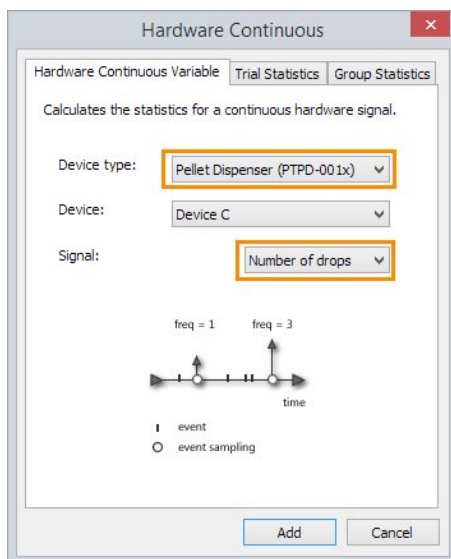 Hardware Continuous
Hardware Continuous Variable Trial Statistics Group Statistics
Calculates the statistics for a continuous hardware signal.
Device type: Pellet Dispenser (PTPD-001x)
Device: Device C
Signal: Number of drops
freq = 1 freq = 3
time
event
event sampling
Add Cancel